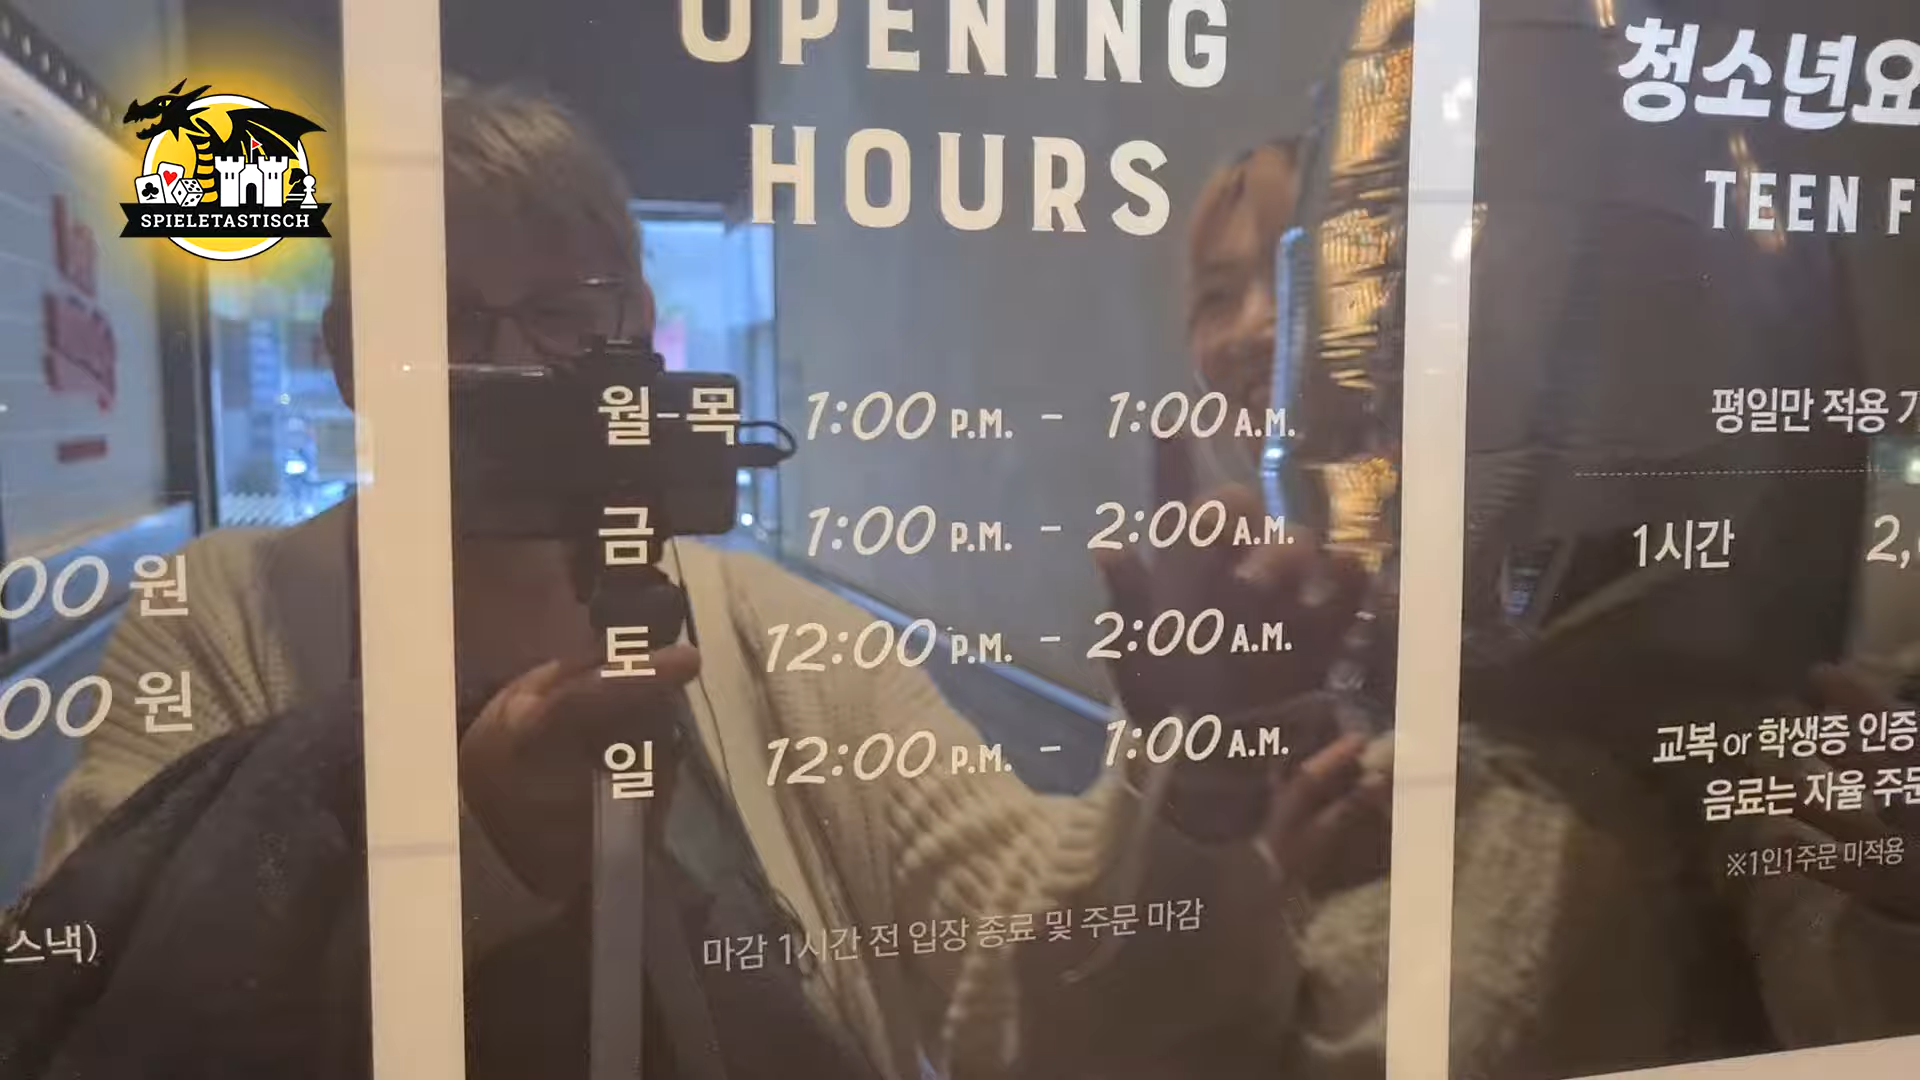 SPIELETASTISCH
00 원
00 원
스낵)
OPENING
HOURS
월-목 1:00 P.M. - 1:00 A.M.
금 1:00 P.M. - 2:00 A.M.
토 12:00 P.M. - 2:00 A.M.
일 12:00 P.M. - 1:00 A.M.
마감 1시간 전 입장 종료 및 주문 마감
청소년요
TEEN F
평일만 적용
1시간 2,
교복 or 학생증 인증
음료는 자율 주문
※1인1주문 미적용